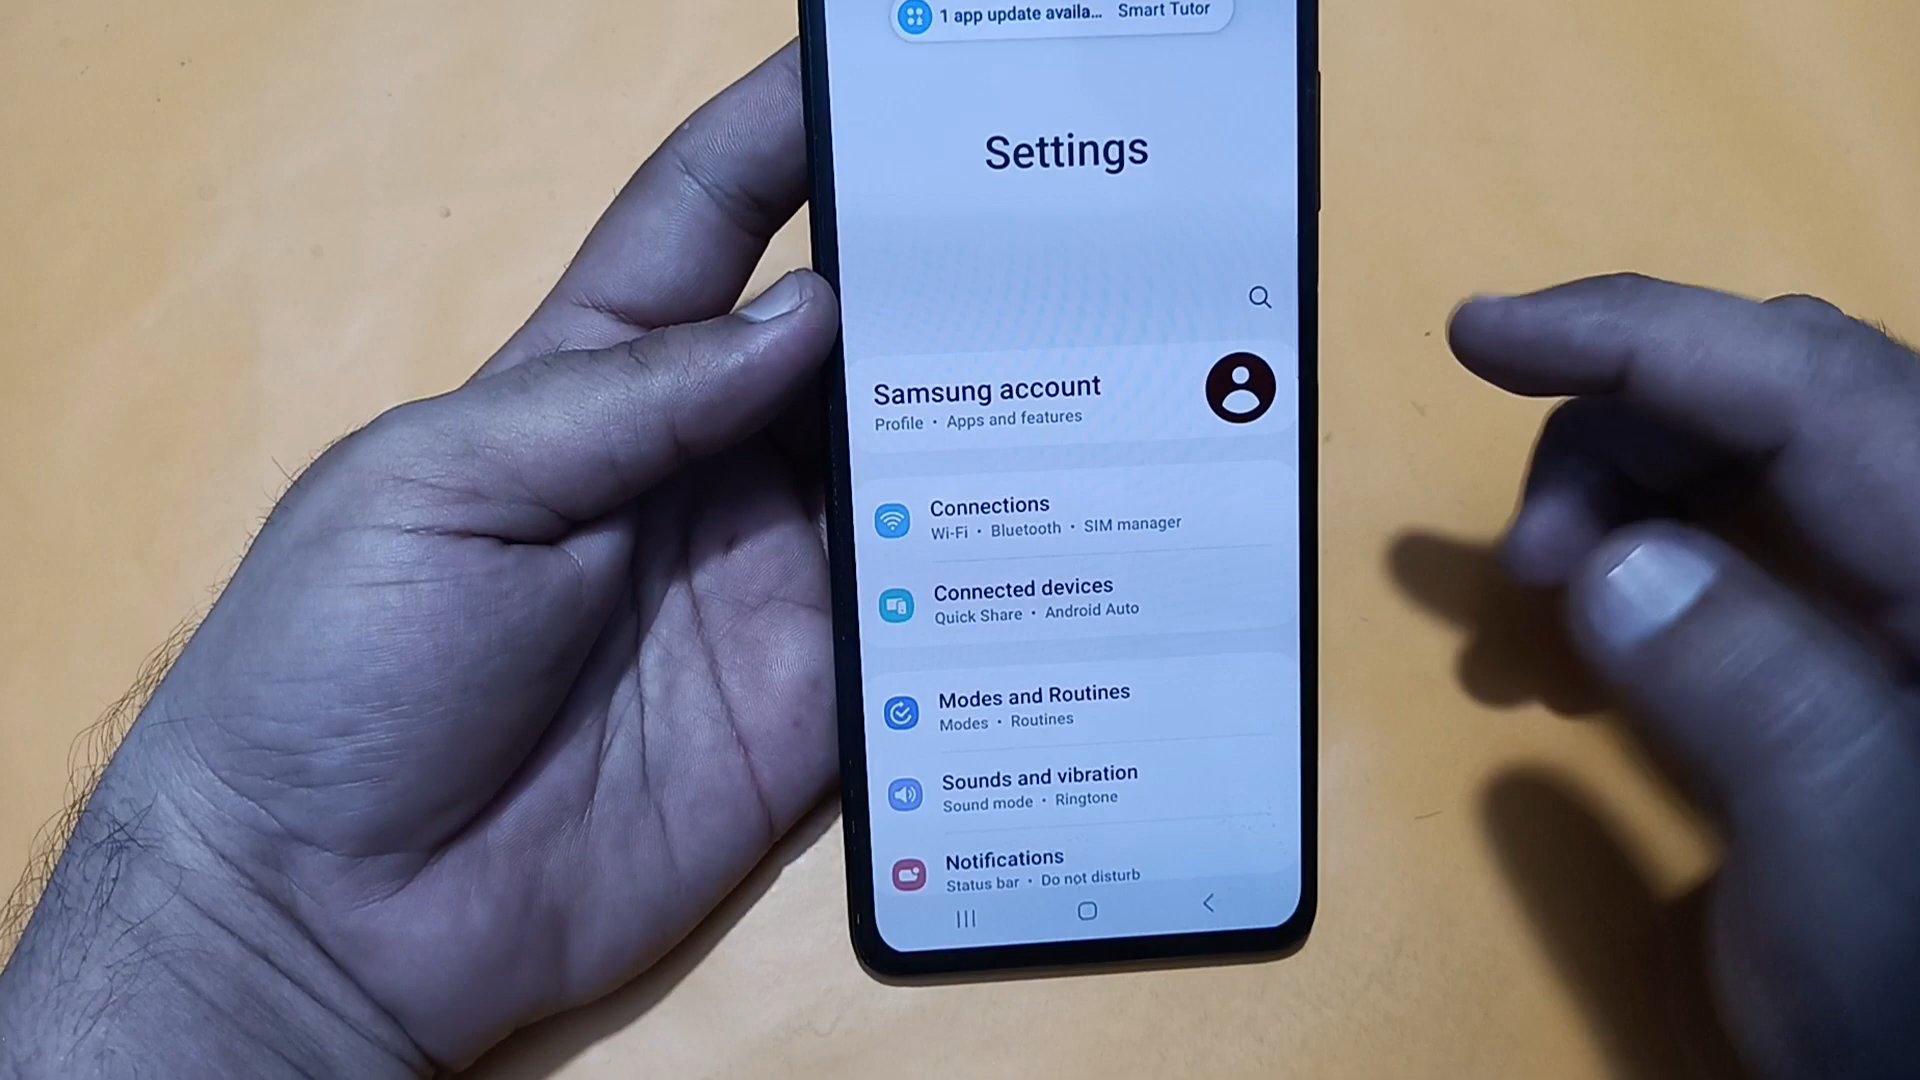 1 app update availa... Smart Tutor
Settings
Samsung account
Profile • Apps and features
Connections
Wi-Fi • Bluetooth • SIM manager
Connected devices
Quick Share • Android Auto
Modes and Routines
Modes • Routines
Sounds and vibration
Sound mode • Ringtone
Notifications
Status bar • Do not disturb